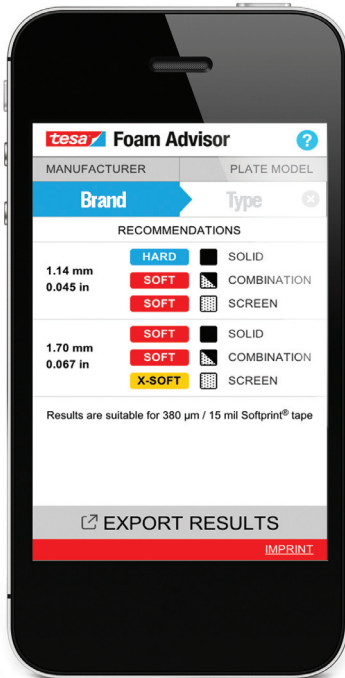 tesa Foam Advisor ?
MANUFACTURER PLATE MODEL
Brand Type
RECOMMENDATIONS
1.14 mm
0.045 in
HARD SOLID
SOFT COMBINATION
SOFT SCREEN
1.70 mm
0.067 in
SOFT SOLID
SOFT COMBINATION
X-SOFT SCREEN
Results are suitable for 380 µm / 15 mil Softprint® tape
EXPORT RESULTS
IMPRINT